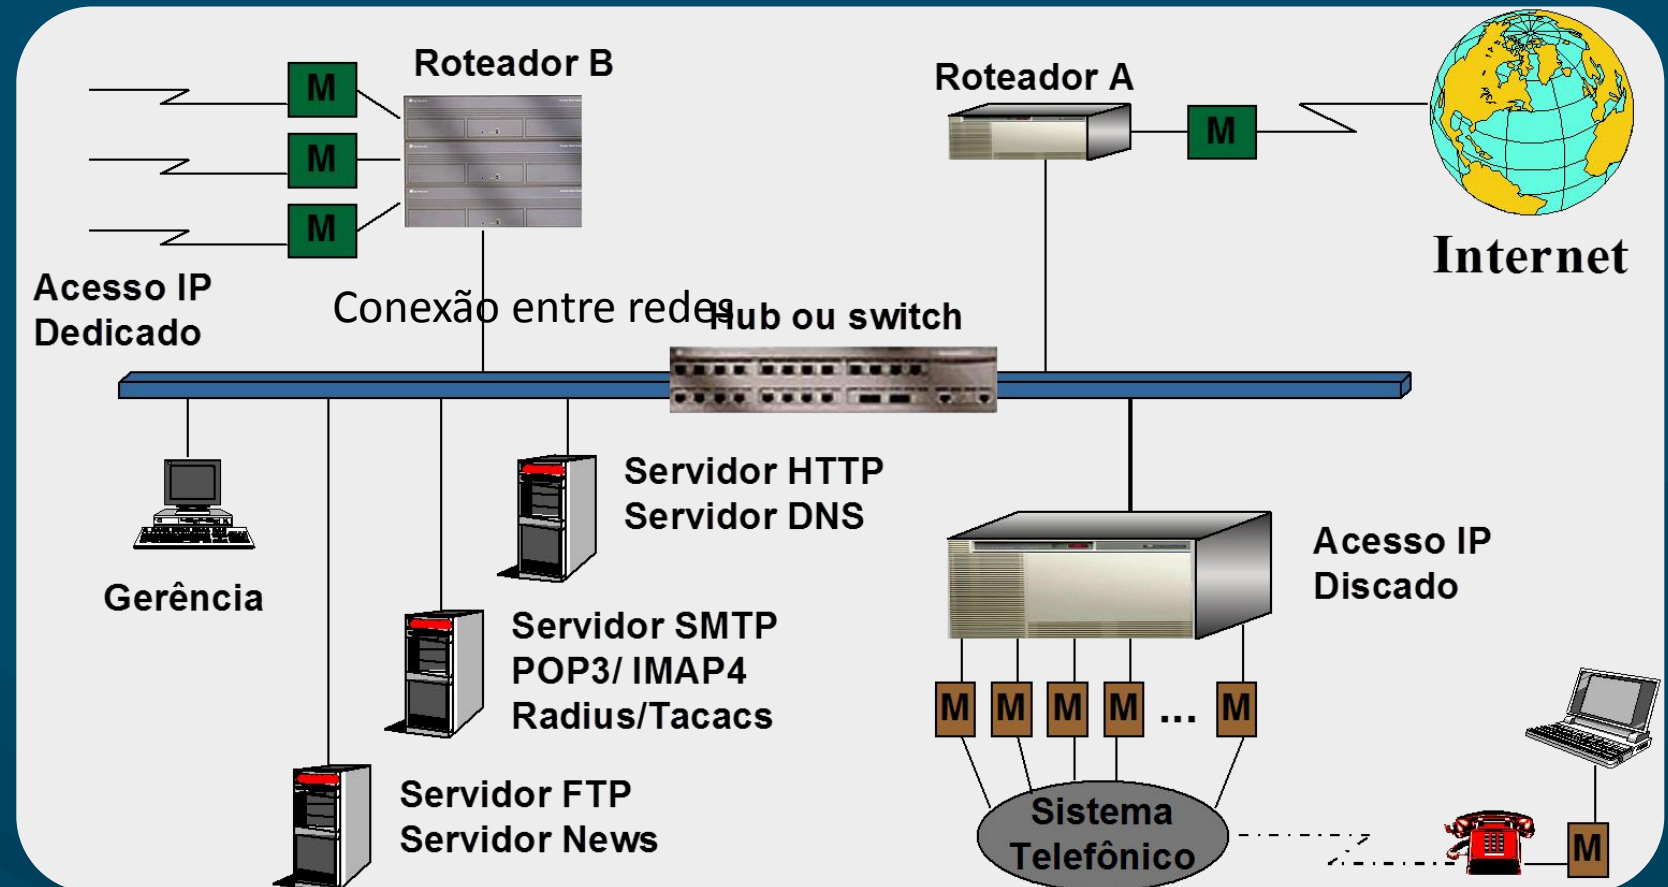 Roteador B
Roteador A
M
M
M
M
Internet
Acesso IP
Dedicado
Conexão entre redes
Hub ou switch
Servidor HTTP
Servidor DNS
Gerência
Acesso IP
Discado
Servidor SMTP
POP3/ IMAP4
Radius/Tacacs
M M M M ... M
Servidor FTP
Servidor News
Sistema
Telefônico
M